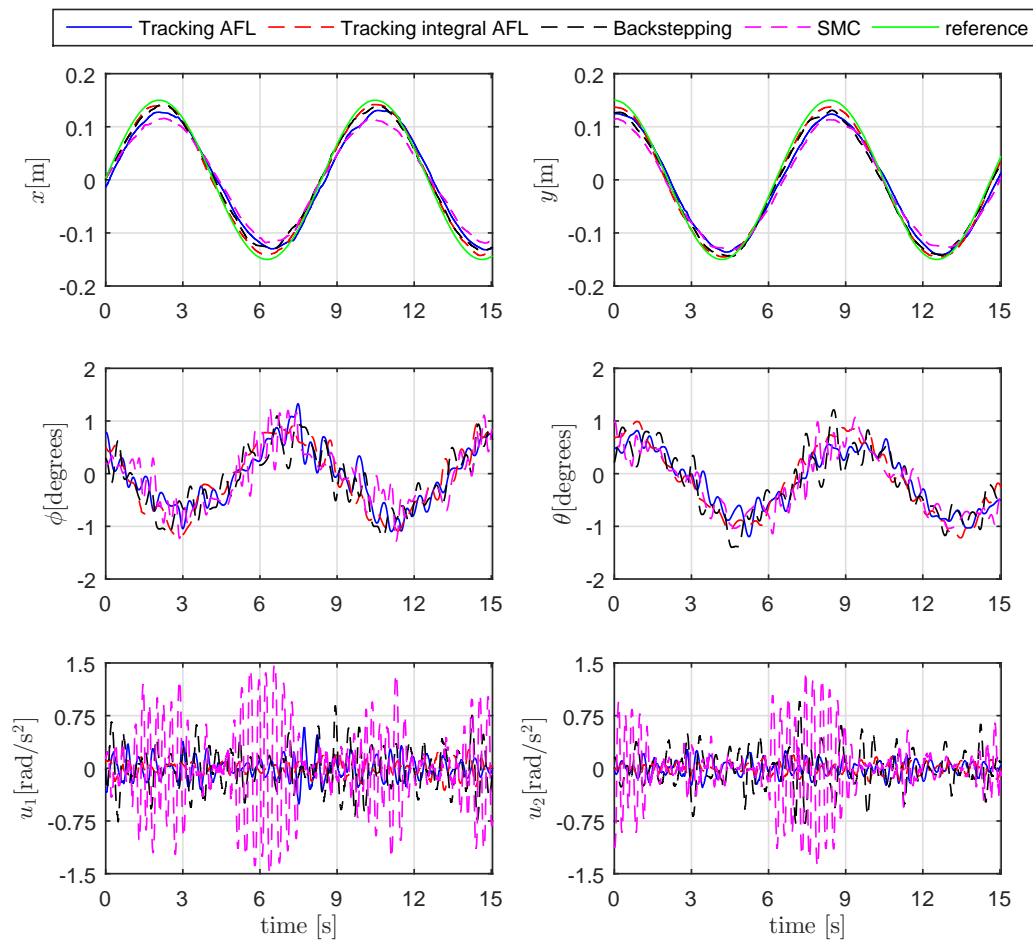 Tracking AFL Tracking integral AFL Backstepping SMC reference
0.2 0.1 0 -0.1 -0.2
x[m]
0 3 6 9 12 15
0.2 0.1 0 -0.1 -0.2
y[m]
0 3 6 9 12 15
2 1 0 -1 -2
ϕ[degrees]
0 3 6 9 12 15
2 1 0 -1 -2
θ[degrees]
0 3 6 9 12 15
1.5 0.75 0 -0.75 -1.5
u₁[rad/s²]
0 3 6 9 12 15
time [s]
1.5 0.75 0 -0.75 -1.5
u₂[rad/s²]
0 3 6 9 12 15
time [s]